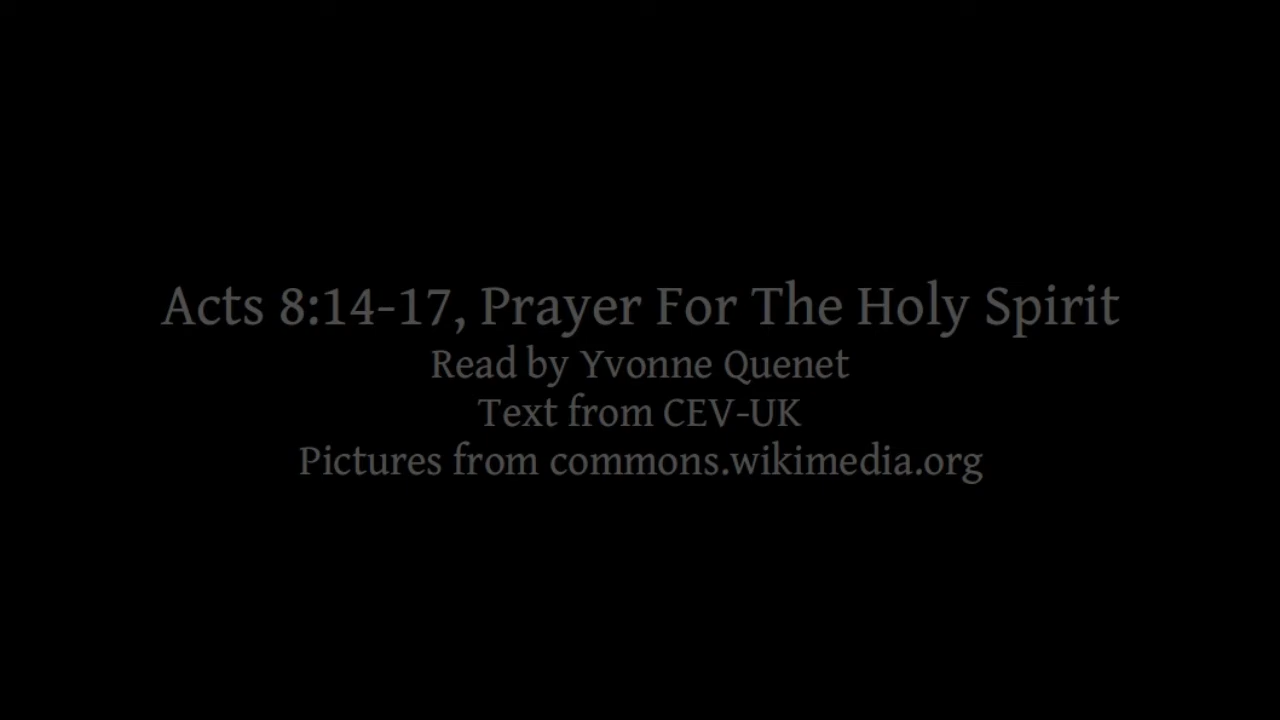 Acts 8:14-17, Prayer For The Holy Spirit
Read by Yvonne Quenet
Text from CEV-UK
Pictures from commons.wikimedia.org